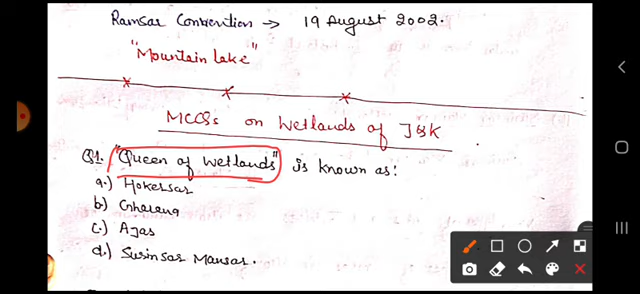 Ramsar Convention → 19 August 2002.
"Mountain lake"
MCQs on Wetlands of J&K
Q1. "Queen of Wetlands" is known as:
a.) Hokersar
b) Gharana
c.) Ajas
d.) Surinsar Mansar.